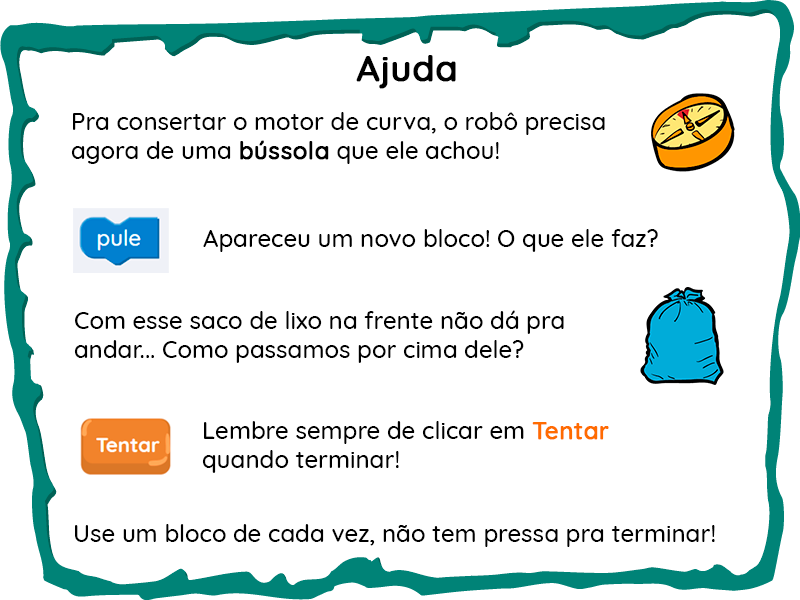 Ajuda
Pra consertar o motor de curva, o robô precisa
agora de uma bússola que ele achou!
pule
Apareceu um novo bloco! O que ele faz?
Com esse saco de lixo na frente não dá pra
andar... Como passamos por cima dele?
Tentar
Lembre sempre de clicar em Tentar
quando terminar!
Use um bloco de cada vez, não tem pressa pra terminar!